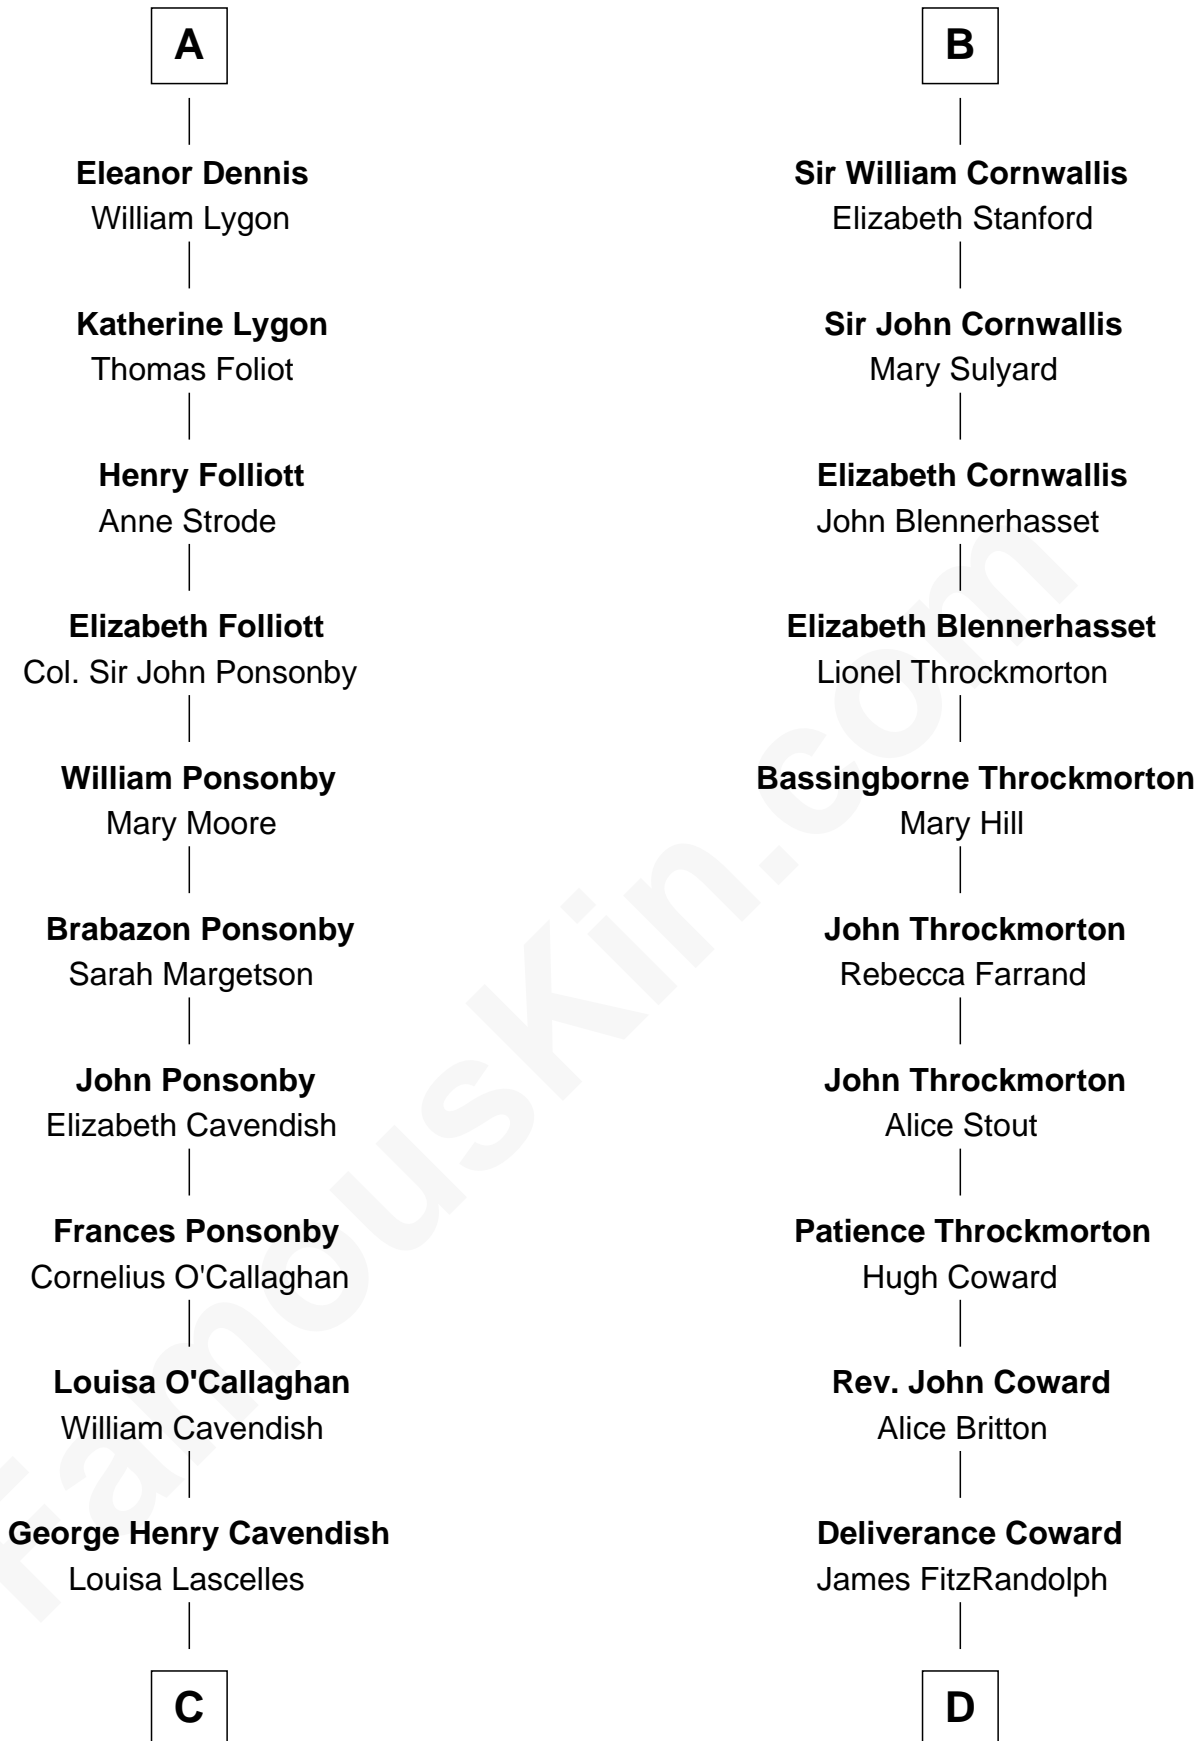 A
Eleanor Dennis
William Lygon
Katherine Lygon
Thomas Foliot
Henry Folliott
Anne Strode
Elizabeth Folliott
Col. Sir John Ponsonby
William Ponsonby
Mary Moore
Brabazon Ponsonby
Sarah Margetson
John Ponsonby
Elizabeth Cavendish
Frances Ponsonby
Cornelius O'Callaghan
Louisa O'Callaghan
William Cavendish
George Henry Cavendish
Louisa Lascelles
C
B
Sir William Cornwallis
Elizabeth Stanford
Sir John Cornwallis
Mary Sulyard
Elizabeth Cornwallis
John Blennerhasset
Elizabeth Blennerhasset
Lionel Throckmorton
Bassingborne Throckmorton
Mary Hill
John Throckmorton
Rebecca Farrand
John Throckmorton
Alice Stout
Patience Throckmorton
Hugh Coward
Rev. John Coward
Alice Britton
Deliverance Coward
James FitzRandolph
D
FamousKin.com